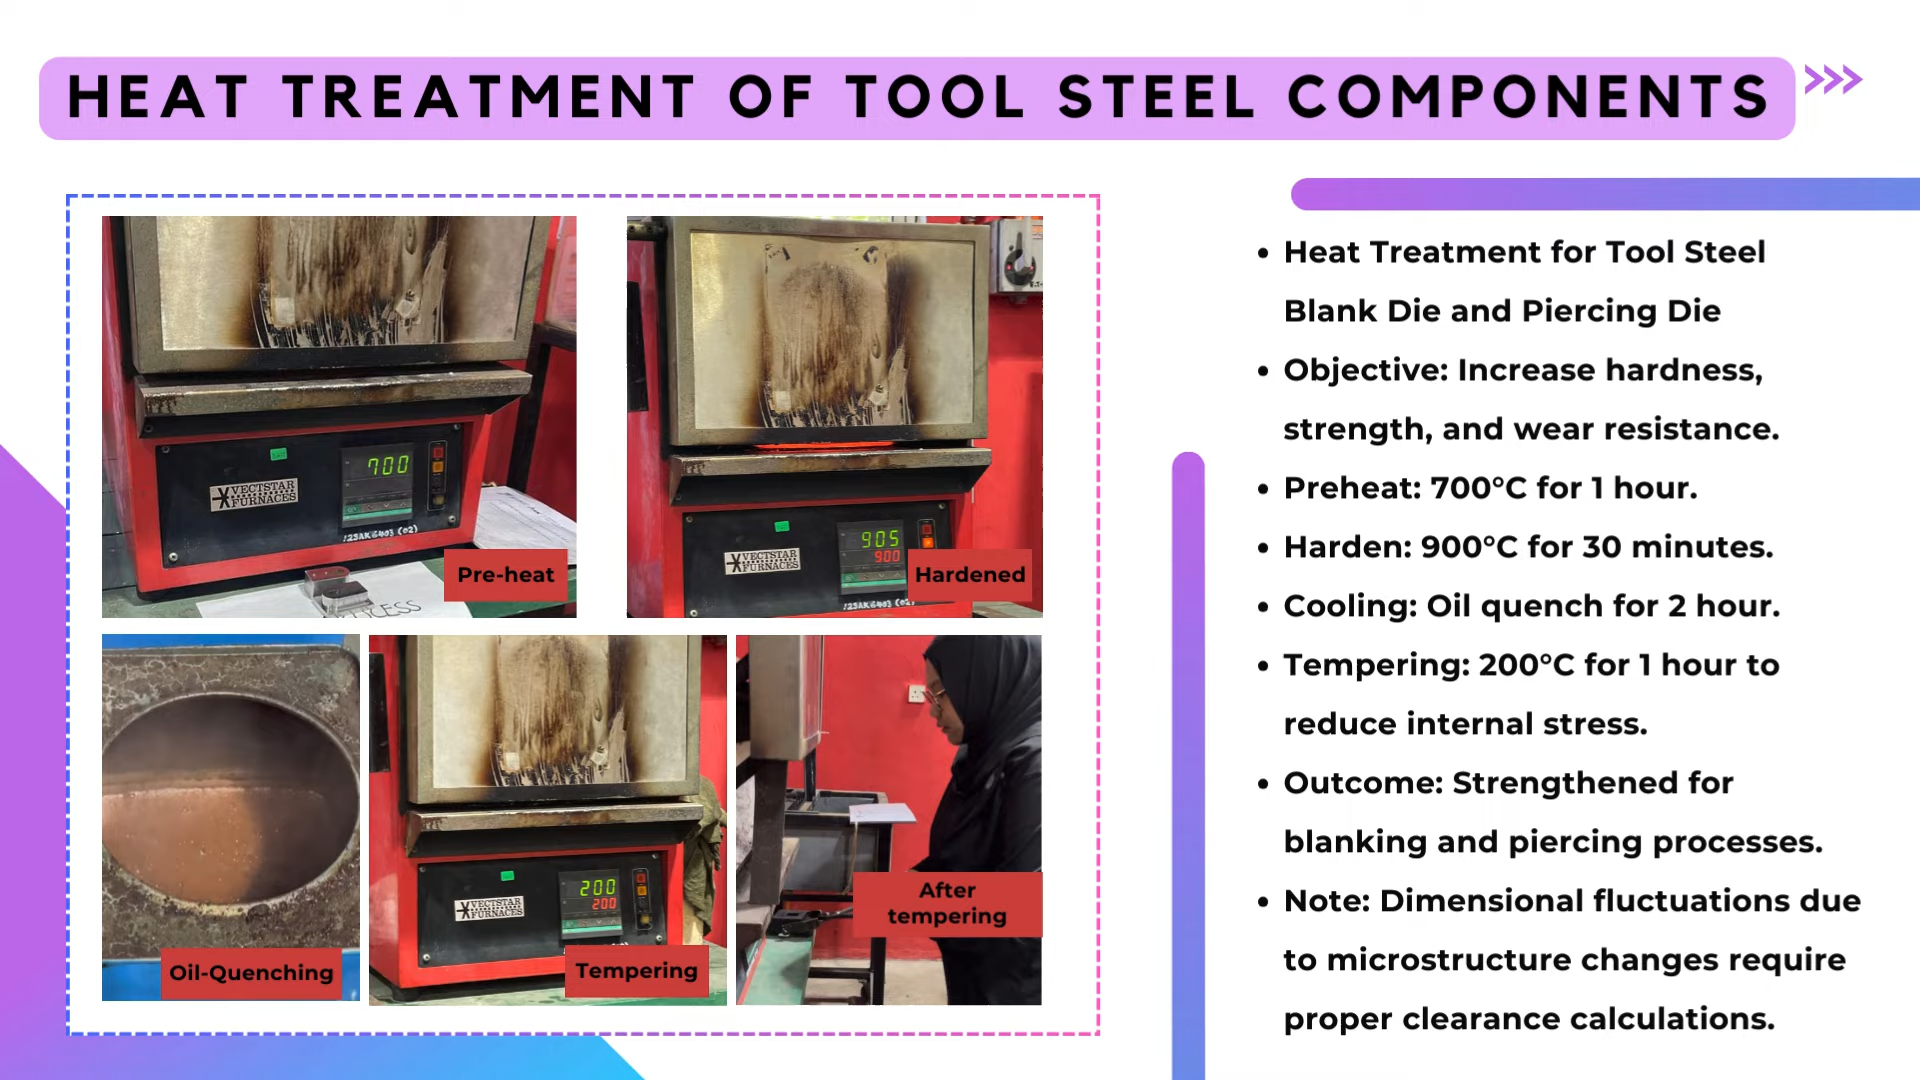 HEAT TREATMENT OF TOOL STEEL COMPONENTS
700
VECTSTAR
FURNACES
12SAK6403 (02)
Pre-heat
905
900
VECTSTAR
FURNACES
Hardened
Oil-Quenching
200
200
VECTSTAR
FURNACES
Tempering
After
tempering
• Heat Treatment for Tool Steel
Blank Die and Piercing Die
• Objective: Increase hardness,
strength, and wear resistance.
• Preheat: 700°C for 1 hour.
• Harden: 900°C for 30 minutes.
• Cooling: Oil quench for 2 hour.
• Tempering: 200°C for 1 hour to
reduce internal stress.
• Outcome: Strengthened for
blanking and piercing processes.
• Note: Dimensional fluctuations due
to microstructure changes require
proper clearance calculations.